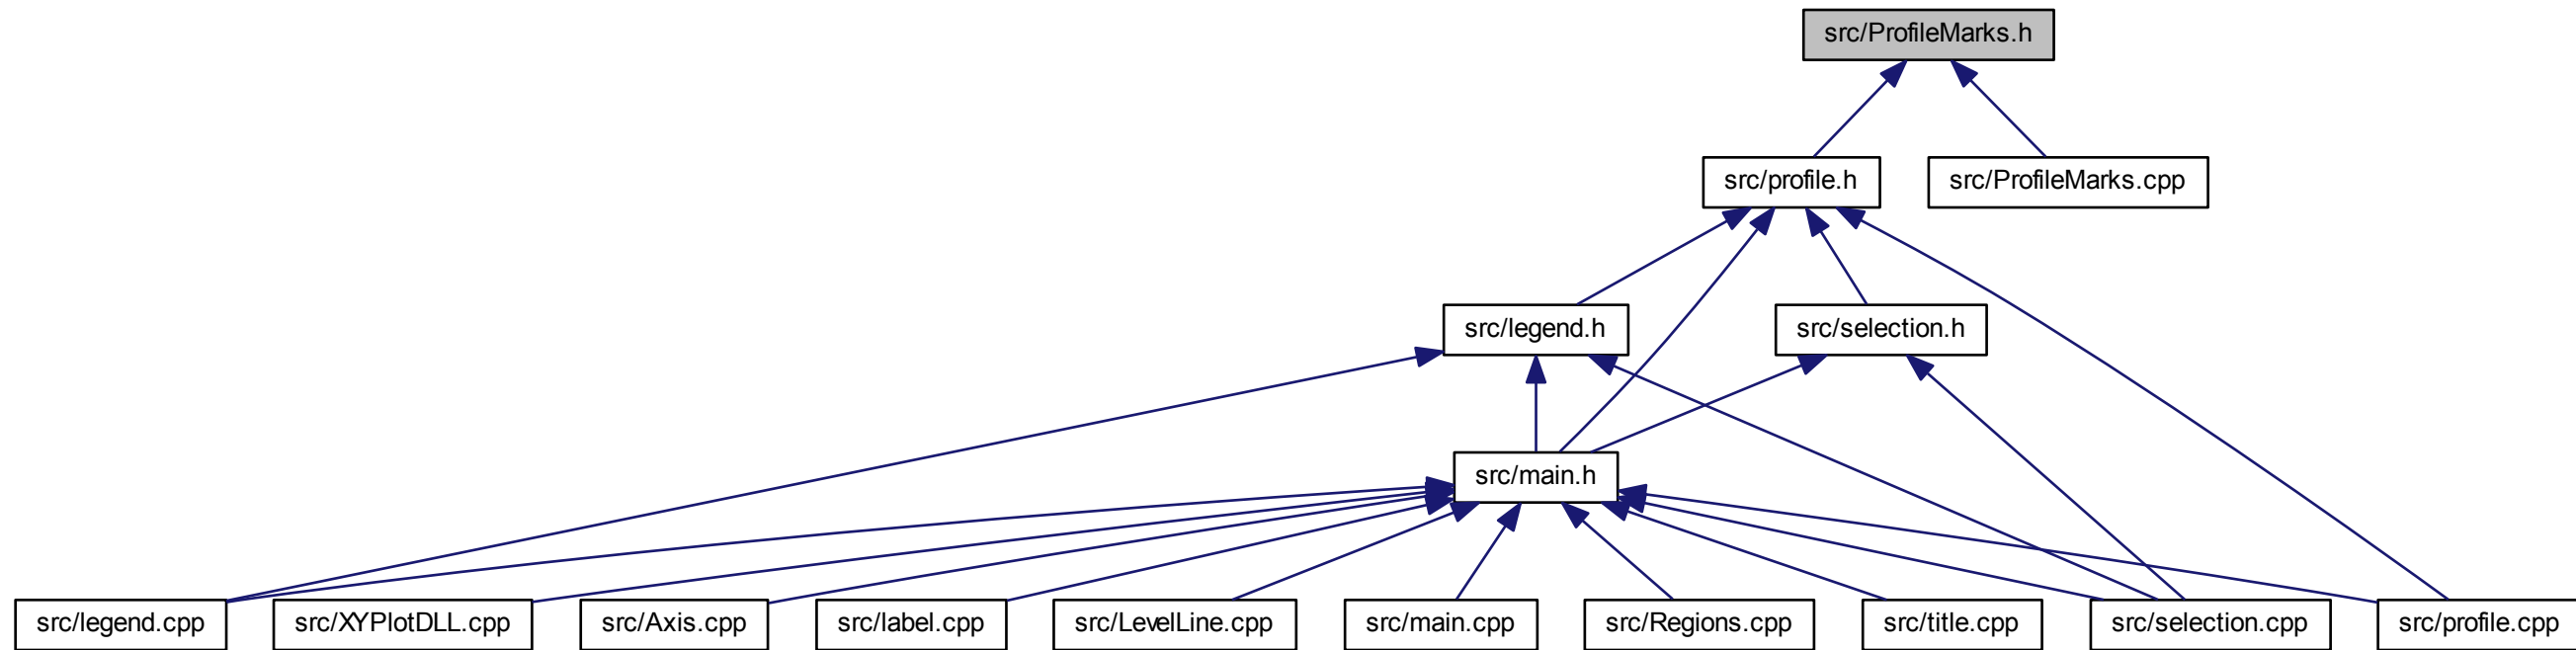 src/ProfileMarks.h
src/profile.h
src/ProfileMarks.cpp
src/legend.h
src/selection.h
src/main.h
src/legend.cpp
src/XYPlotDLL.cpp
src/Axis.cpp
src/label.cpp
src/LevelLine.cpp
src/main.cpp
src/Regions.cpp
src/title.cpp
src/selection.cpp
src/profile.cpp